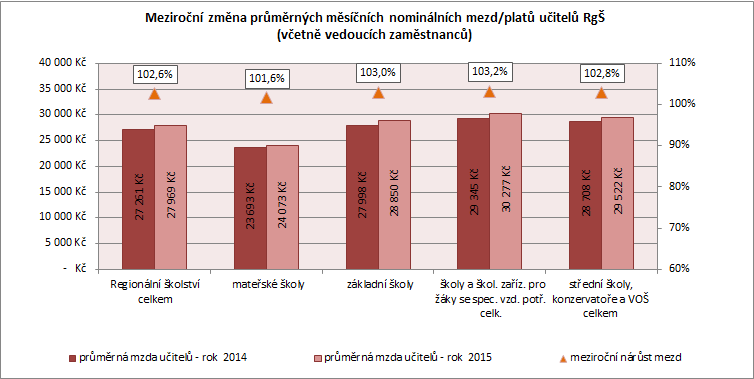 Meziroční změna průměrných měsíčních nominálních mezd/platů učitelů RgŠ
(včetně vedoucích zaměstnanců)
40 000 Kč
35 000 Kč
30 000 Kč
25 000 Kč
20 000 Kč
15 000 Kč
10 000 Kč
5 000 Kč
- Kč
102,6%
101,6%
103,0%
103,2%
102,8%
27 261 Kč
27 969 Kč
23 693 Kč
24 073 Kč
27 998 Kč
28 850 Kč
29 345 Kč
30 277 Kč
28 708 Kč
29 522 Kč
110%
100%
90%
80%
70%
60%
Regionální školství
celkem
mateřské školy
základní školy
školy a škol. zaříz. pro
žáky se spec. vzd. potř.
celk.
střední školy,
konzervatoře a VOŠ
celkem
průměrná mzda učitelů - rok 2014
průměrná mzda učitelů - rok 2015
meziroční nárůst mezd